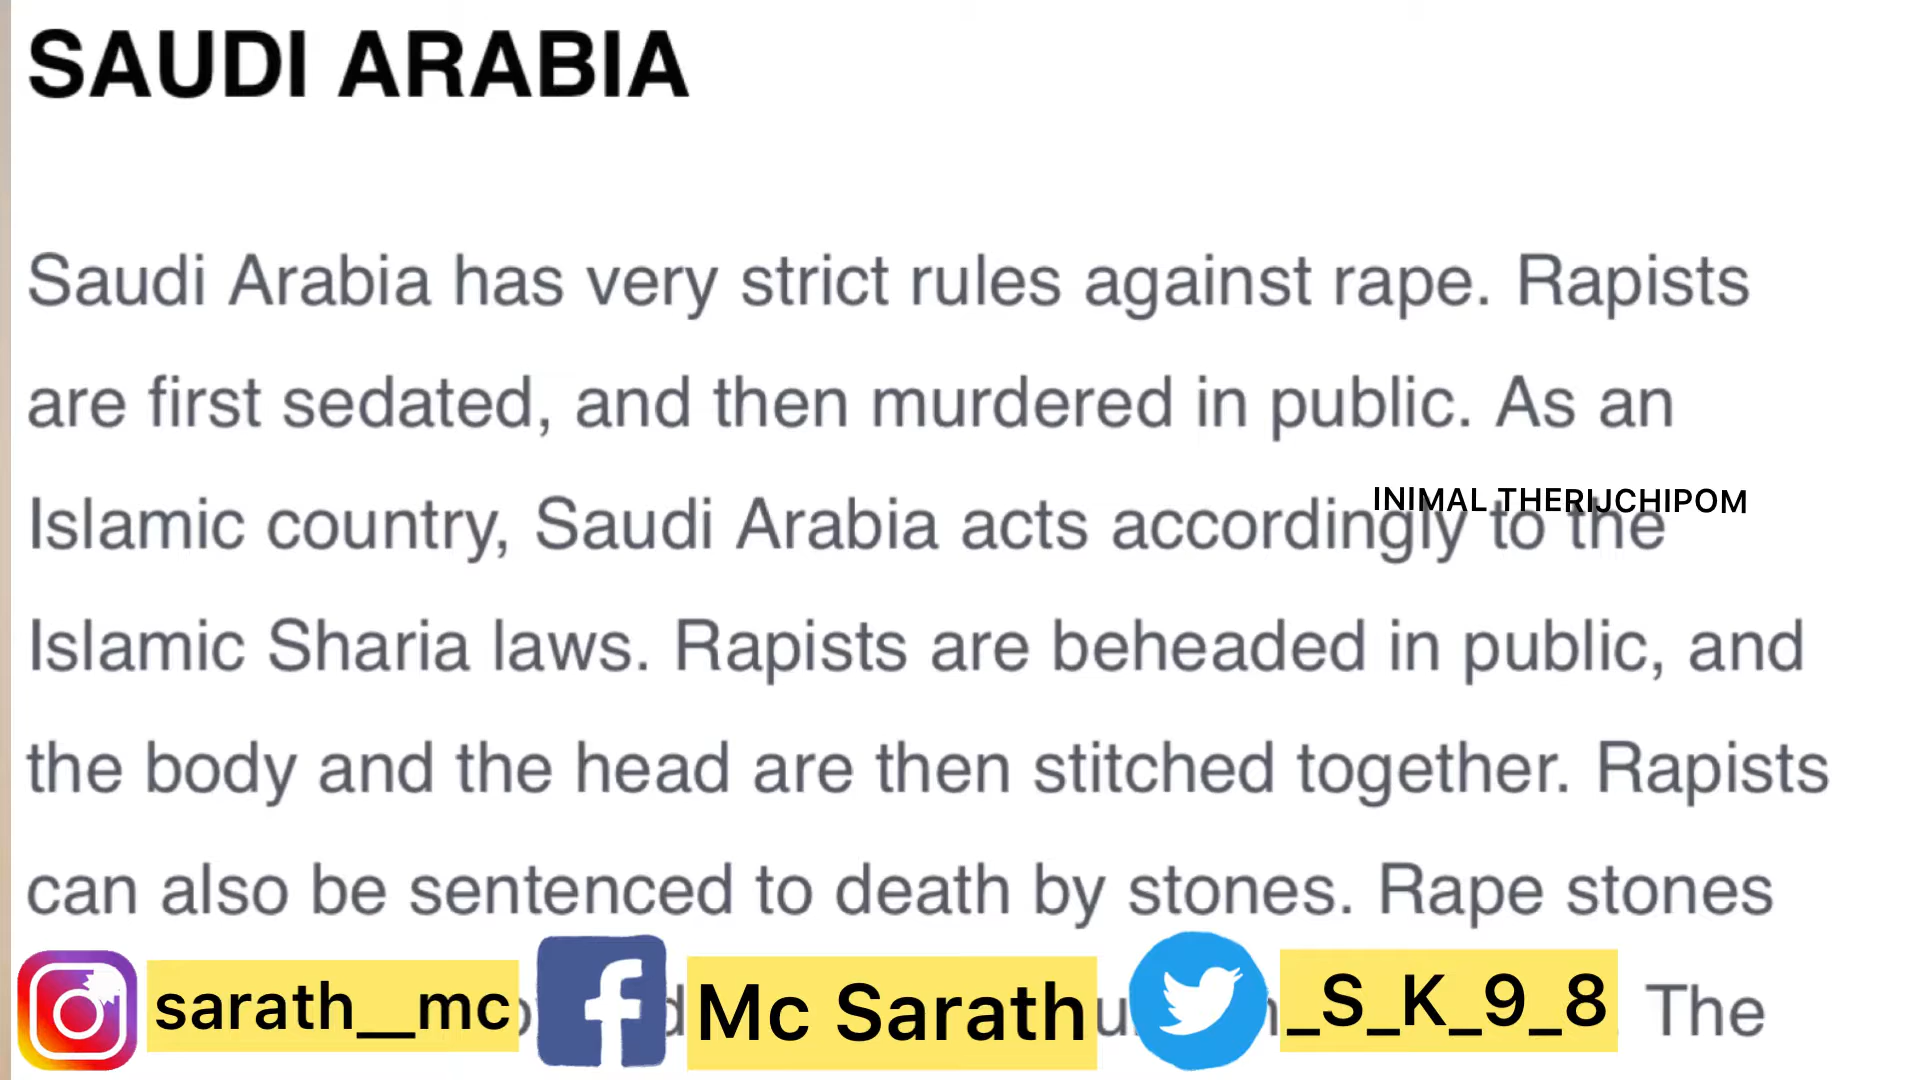 SAUDI ARABIA
Saudi Arabia has very strict rules against rape. Rapists
are first sedated, and then murdered in public. As an
INIMAL THERIJCHIPOM
Islamic country, Saudi Arabia acts accordingly to the
Islamic Sharia laws. Rapists are beheaded in public, and
the body and the head are then stitched together. Rapists
can also be sentenced to death by stones. Rape stones
sarath__mc Mc Sarath _S_K_9_8 The